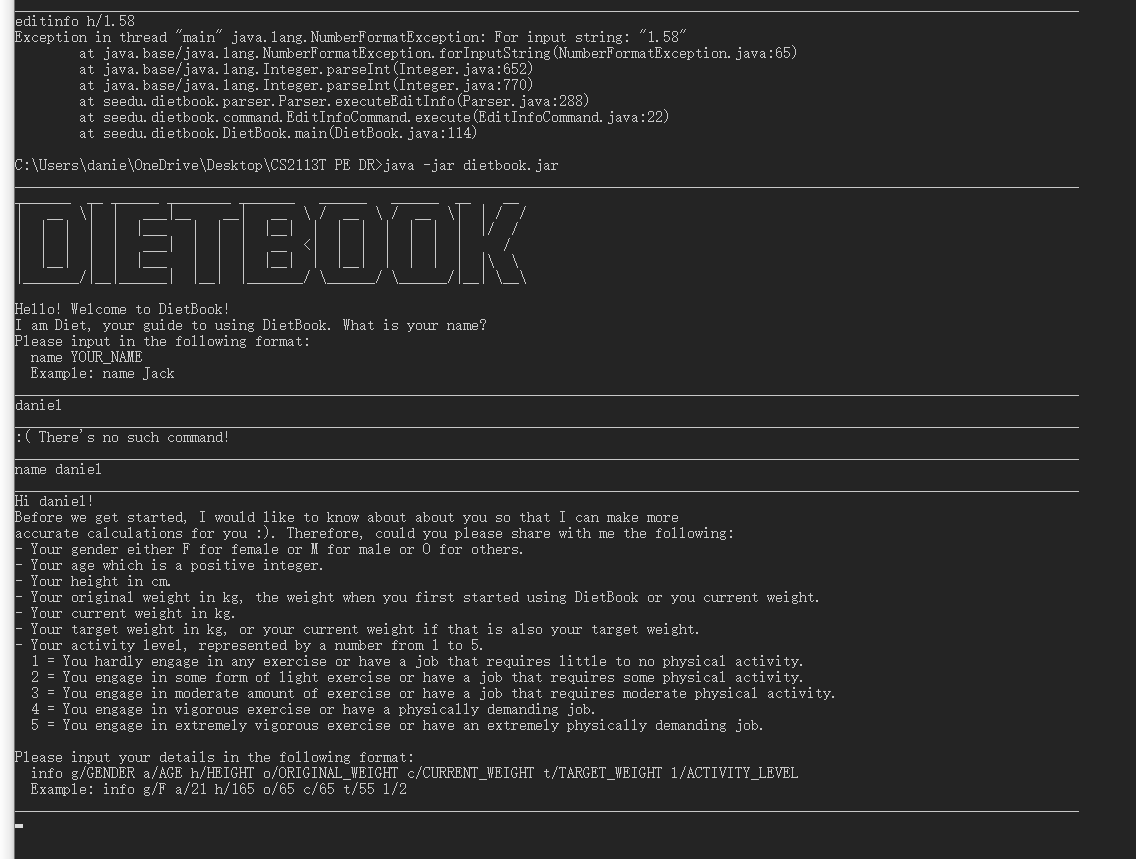 editinfo h/1.58
Exception in thread "main" java.lang.NumberFormatException: For input string: "1.58"
at java.base/java.lang.NumberFormatException.forInputString(NumberFormatException.java:65)
at java.base/java.lang.Integer.parseInt(Integer.java:652)
at java.base/java.lang.Integer.parseInt(Integer.java:770)
at seedu.dietbook.parser.Parser.executeEditInfo(Parser.java:288)
at seedu.dietbook.command.EditInfoCommand.execute(EditInfoCommand.java:22)
at seedu.dietbook.DietBook.main(DietBook.java:114)
C:\Users\danie\OneDrive\Desktop\CS2113T PE DR>java -jar dietbook.jar
DIETBOOK
Hello! Welcome to DietBook!
I am Diet, your guide to using DietBook. What is your name?
Please input in the following format:
name YOUR_NAME
Example: name Jack
daniel
:( There's no such command!
name daniel
Hi daniel!
Before we get started, I would like to know about about you so that I can make more
accurate calculations for you :). Therefore, could you please share with me the following:
- Your gender either F for female or M for male or O for others.
- Your age which is a positive integer.
- Your height in cm.
- Your original weight in kg, the weight when you first started using DietBook or you current weight.
- Your current weight in kg.
- Your target weight in kg, or your current weight if that is also your target weight.
- Your activity level, represented by a number from 1 to 5.
1 = You hardly engage in any exercise or have a job that requires little to no physical activity.
2 = You engage in some form of light exercise or have a job that requires some physical activity.
3 = You engage in moderate amount of exercise or have a job that requires moderate physical activity.
4 = You engage in vigorous exercise or have a physically demanding job.
5 = You engage in extremely vigorous exercise or have an extremely physically demanding job.
Please input your details in the following format:
info g/GENDER a/AGE h/HEIGHT o/ORIGINAL_WEIGHT c/CURRENT_WEIGHT t/TARGET_WEIGHT l/ACTIVITY_LEVEL
Example: info g/F a/21 h/165 o/65 c/65 t/55 l/2